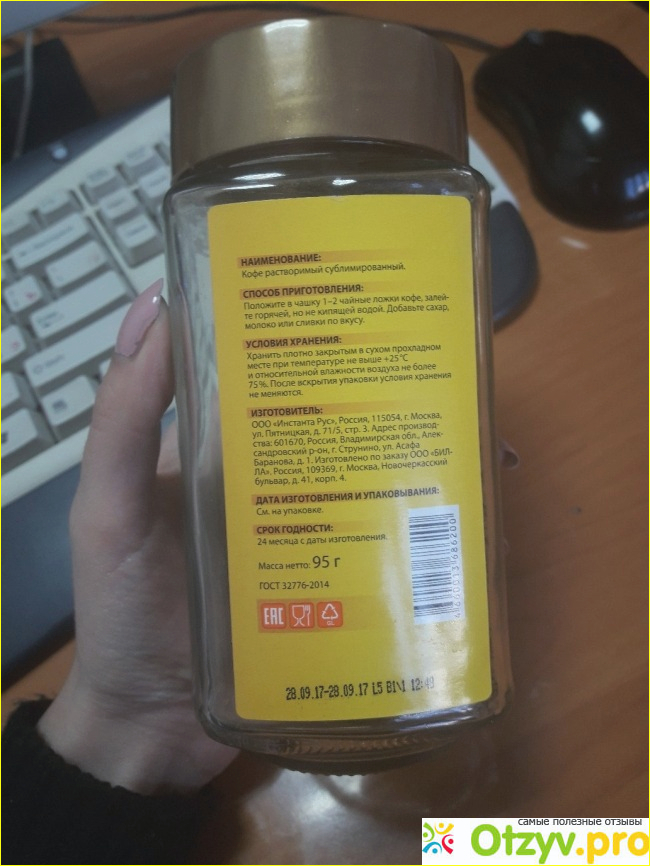 НАИМЕНОВАНИЕ:
Кофе растворимый сублимированный.
СПОСОБ ПРИГОТОВЛЕНИЯ:
Положите в чашку 1–2 чайные ложки кофе, залей-
те горячей, но не кипящей водой. Добавьте сахар,
молоко или сливки по вкусу.
УСЛОВИЯ ХРАНЕНИЯ:
Хранить плотно закрытым в сухом прохладном
месте при температуре не выше +25°С
и относительной влажности воздуха не более
75%. После вскрытия упаковки условия хранения
не меняются.
ИЗГОТОВИТЕЛЬ:
ООО «Инстанта Рус», Россия, 115054, г. Москва,
ул. Пятницкая, д. 71/5, стр. 3. Адрес производ-
ства: 601670, Россия, Владимирская обл., Алек-
сандровский р-он, г. Струнино, ул. Асафа
Баранова, д. 1. Изготовлено по заказу ООО «БИЛ-
ЛА», Россия, 109369, г. Москва, Новочеркасский
бульвар, д. 41, корп. 4.
ДАТА ИЗГОТОВЛЕНИЯ И УПАКОВЫВАНИЯ:
См. на упаковке.
СРОК ГОДНОСТИ:
24 месяца с даты изготовления.
Масса нетто: 95 г
ГОСТ 32776-2014
EAC
GL
28.09.17-28.09.17 L5 B1\1 12:49
самые полезные отзывы
Otzyv.pro